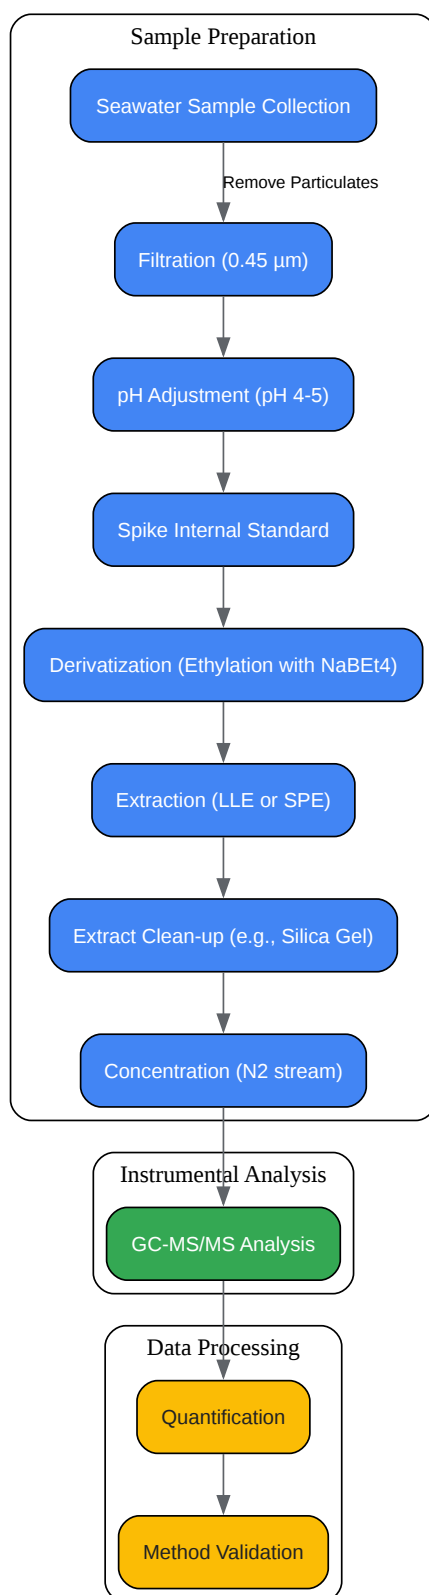 Sample Preparation
Seawater Sample Collection
Remove Particulates
Filtration (0.45 µm)
pH Adjustment (pH 4-5)
Spike Internal Standard
Derivatization (Ethylation with NaBEt4)
Extraction (LLE or SPE)
Extract Clean-up (e.g., Silica Gel)
Concentration (N2 stream)
Instrumental Analysis
GC-MS/MS Analysis
Data Processing
Quantification
Method Validation